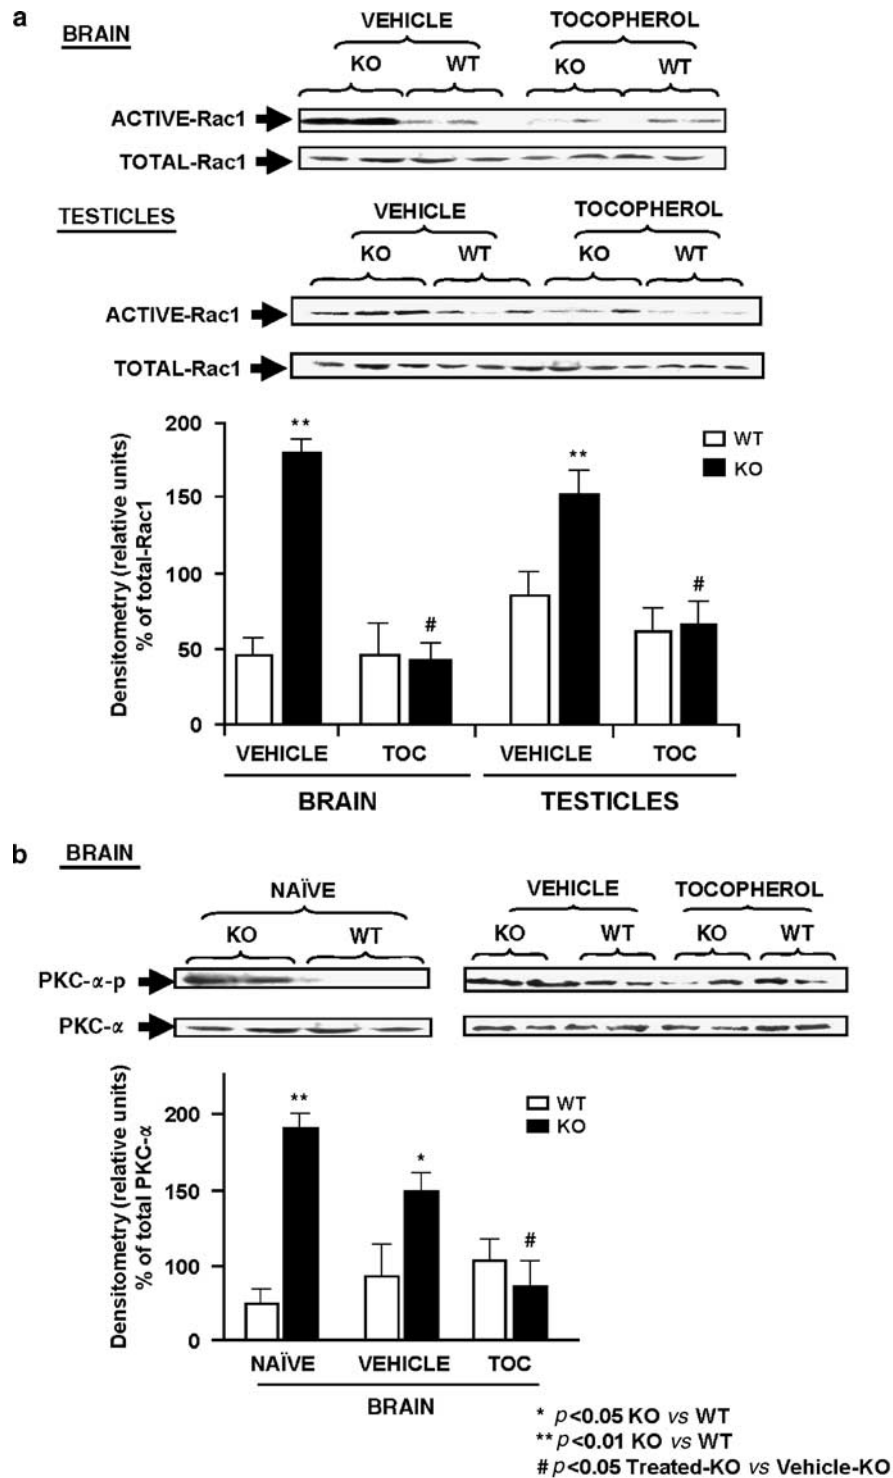 a
BRAIN
VEHICLE TOCOPHEROL
KO WT KO WT
ACTIVE-Rac1
TOTAL-Rac1
TESTICLES
VEHICLE TOCOPHEROL
KO WT KO WT
ACTIVE-Rac1
TOTAL-Rac1
Densitometry (relative units)
% of total-Rac1
200
150
100
50
0
** ** # #
WT
KO
VEHICLE TOC VEHICLE TOC
BRAIN TESTICLES
b
BRAIN
NAÏVE VEHICLE TOCOPHEROL
KO WT KO WT KO WT
PKC-α-p
PKC-α
Densitometry (relative units)
% of total PKC-α
200
150
100
0
** * #
WT
KO
NAÏVE VEHICLE TOC
BRAIN
* p<0.05 KO vs WT
** p<0.01 KO vs WT
# p<0.05 Treated-KO vs Vehicle-KO